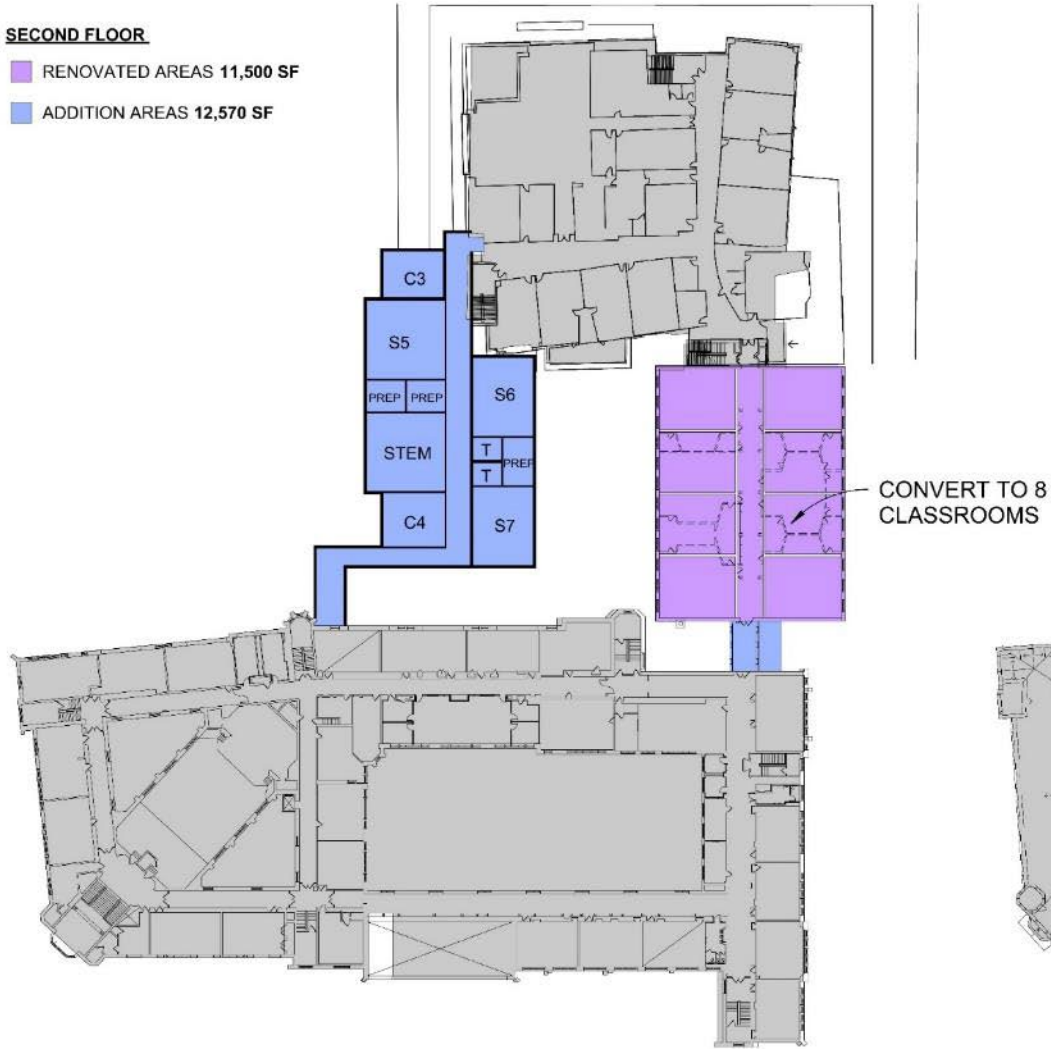 SECOND FLOOR
RENOVATED AREAS 11,500 SF
ADDITION AREAS 12,570 SF
C3
S5
PREP PREP
S6
STEM
T
PREP
T
C4
S7
CONVERT TO 8
CLASSROOMS